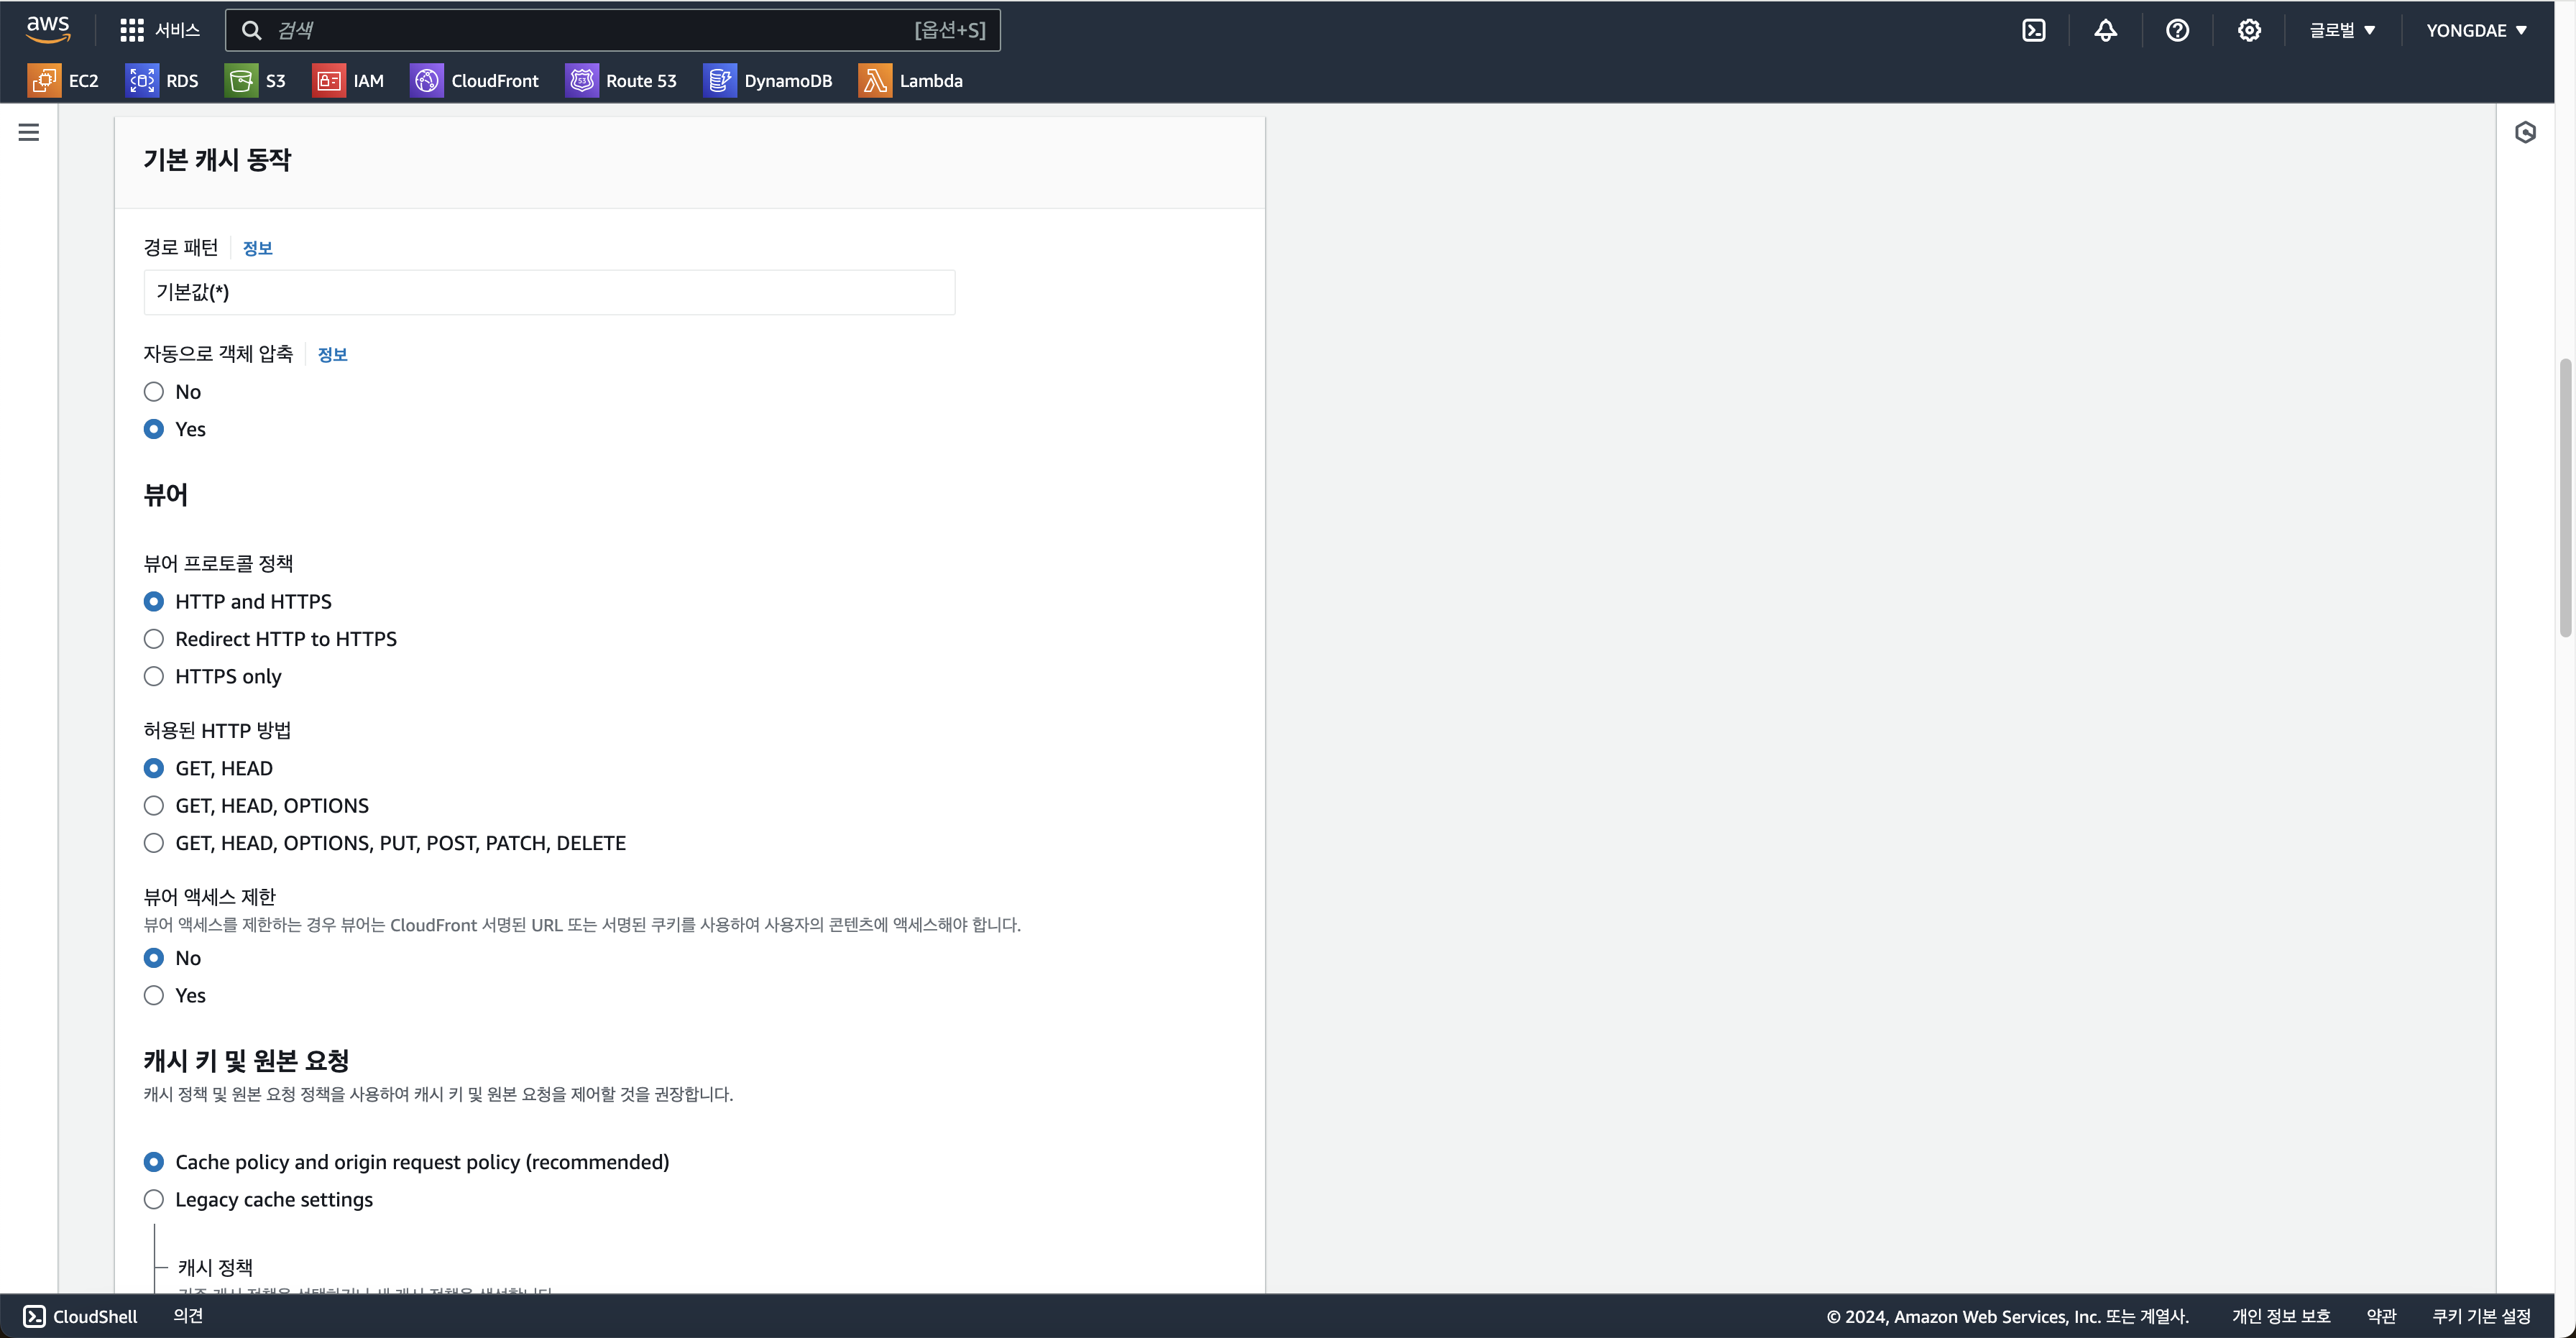 aws 서비스 검색 [옵션+S] 글로벌 YONGDAE
EC2 RDS S3 IAM CloudFront Route 53 DynamoDB Lambda
기본 캐시 동작
경로 패턴 정보
기본값(*)
자동으로 객체 압축 정보
No
Yes
뷰어
뷰어 프로토콜 정책
HTTP and HTTPS
Redirect HTTP to HTTPS
HTTPS only
허용된 HTTP 방법
GET, HEAD
GET, HEAD, OPTIONS
GET, HEAD, OPTIONS, PUT, POST, PATCH, DELETE
뷰어 액세스 제한
뷰어 액세스를 제한하는 경우 뷰어는 CloudFront 서명된 URL 또는 서명된 쿠키를 사용하여 사용자의 콘텐츠에 액세스해야 합니다.
No
Yes
캐시 키 및 원본 요청
캐시 정책 및 원본 요청 정책을 사용하여 캐시 키 및 원본 요청을 제어할 것을 권장합니다.
Cache policy and origin request policy (recommended)
Legacy cache settings
캐시 정책
CloudShell 의견 © 2024, Amazon Web Services, Inc. 또는 계열사. 개인 정보 보호 약관 쿠키 기본 설정